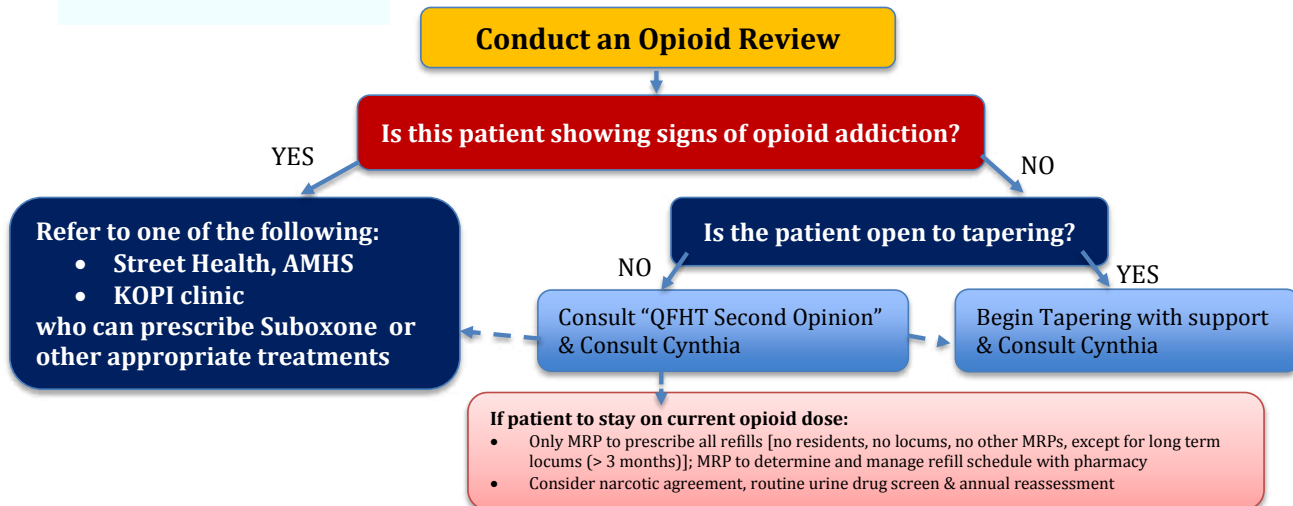 Conduct an Opioid Review
Is this patient showing signs of opioid addiction?
YES
NO
Refer to one of the following:
• Street Health, AMHS
• KOPI clinic
who can prescribe Suboxone or
other appropriate treatments
Is the patient open to tapering?
NO
YES
Consult “QFHT Second Opinion”
& Consult Cynthia
Begin Tapering with support
& Consult Cynthia
If patient to stay on current opioid dose:
• Only MRP to prescribe all refills [no residents, no locums, no other MRPs, except for long term
locums (> 3 months)]; MRP to determine and manage refill schedule with pharmacy
• Consider narcotic agreement, routine urine drug screen & annual reassessment